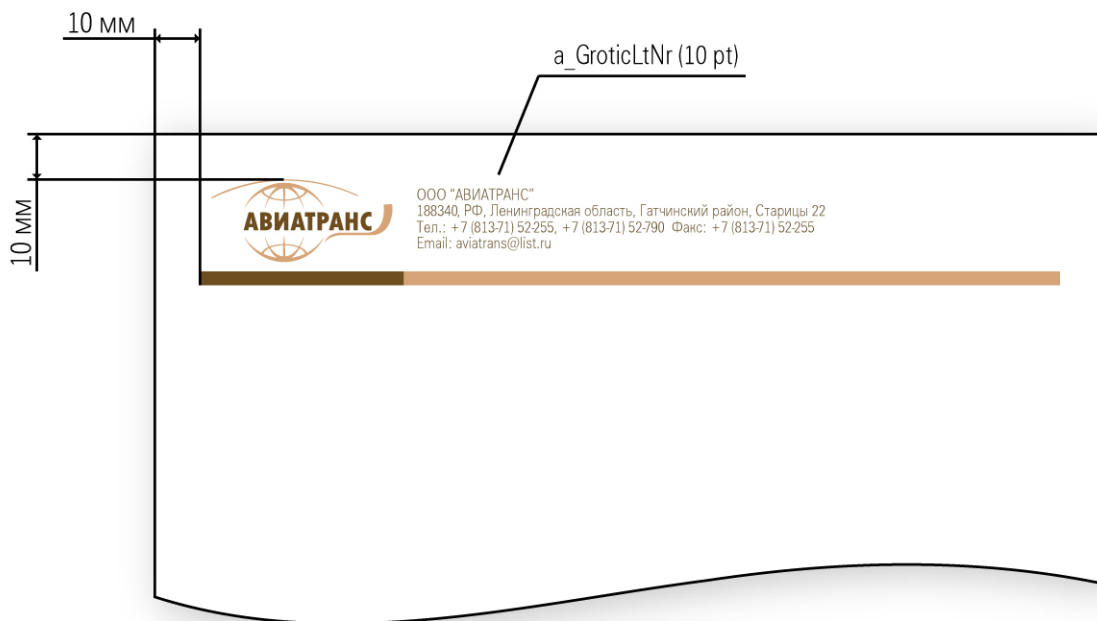 10 мм
a_GroticLtNr (10 pt)
10 мм
АВИАТРАНС
ООО "АВИАТРАНС"
188340, РФ, Ленинградская область, Гатчинский район, Старицы 22
Тел.: +7 (813-71) 52-255, +7 (813-71) 52-790 Факс: +7 (813-71) 52-255
Email: aviatrans@list.ru